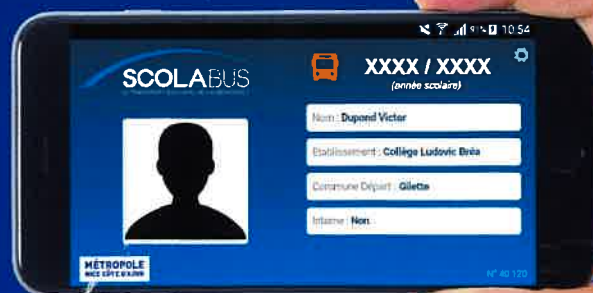 91% 10:54
SCOLABUS
XXXX / XXXX
(année scolaire)
Nom : Dupond Victor
Etablissement : Collège Ludovic Bréa
Commune Départ : Gilette
Interne : Non
MÉTROPOLE
NICE CÔTE D'AZUR
N° 40 120